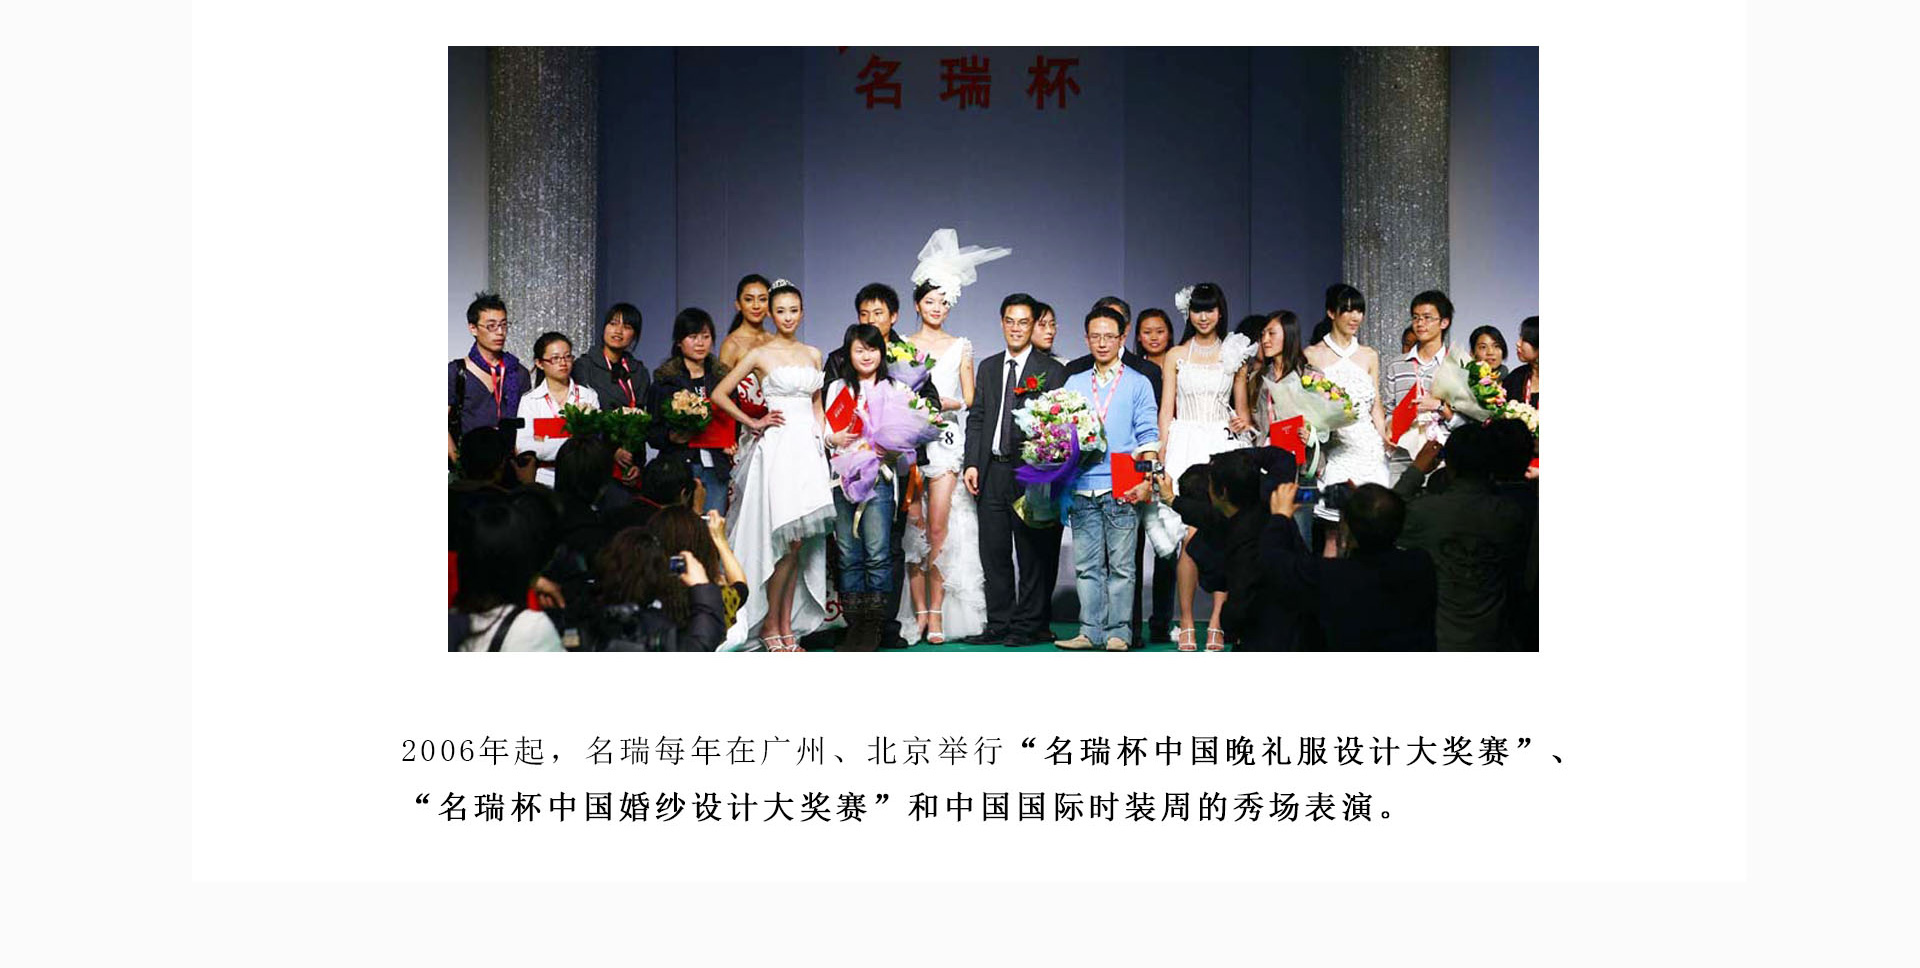 名瑞杯
8
2006年起，名瑞每年在广州、北京举行“名瑞杯中国晚礼服设计大奖赛”、
“名瑞杯中国婚纱设计大奖赛”和中国国际时装周的秀场表演。